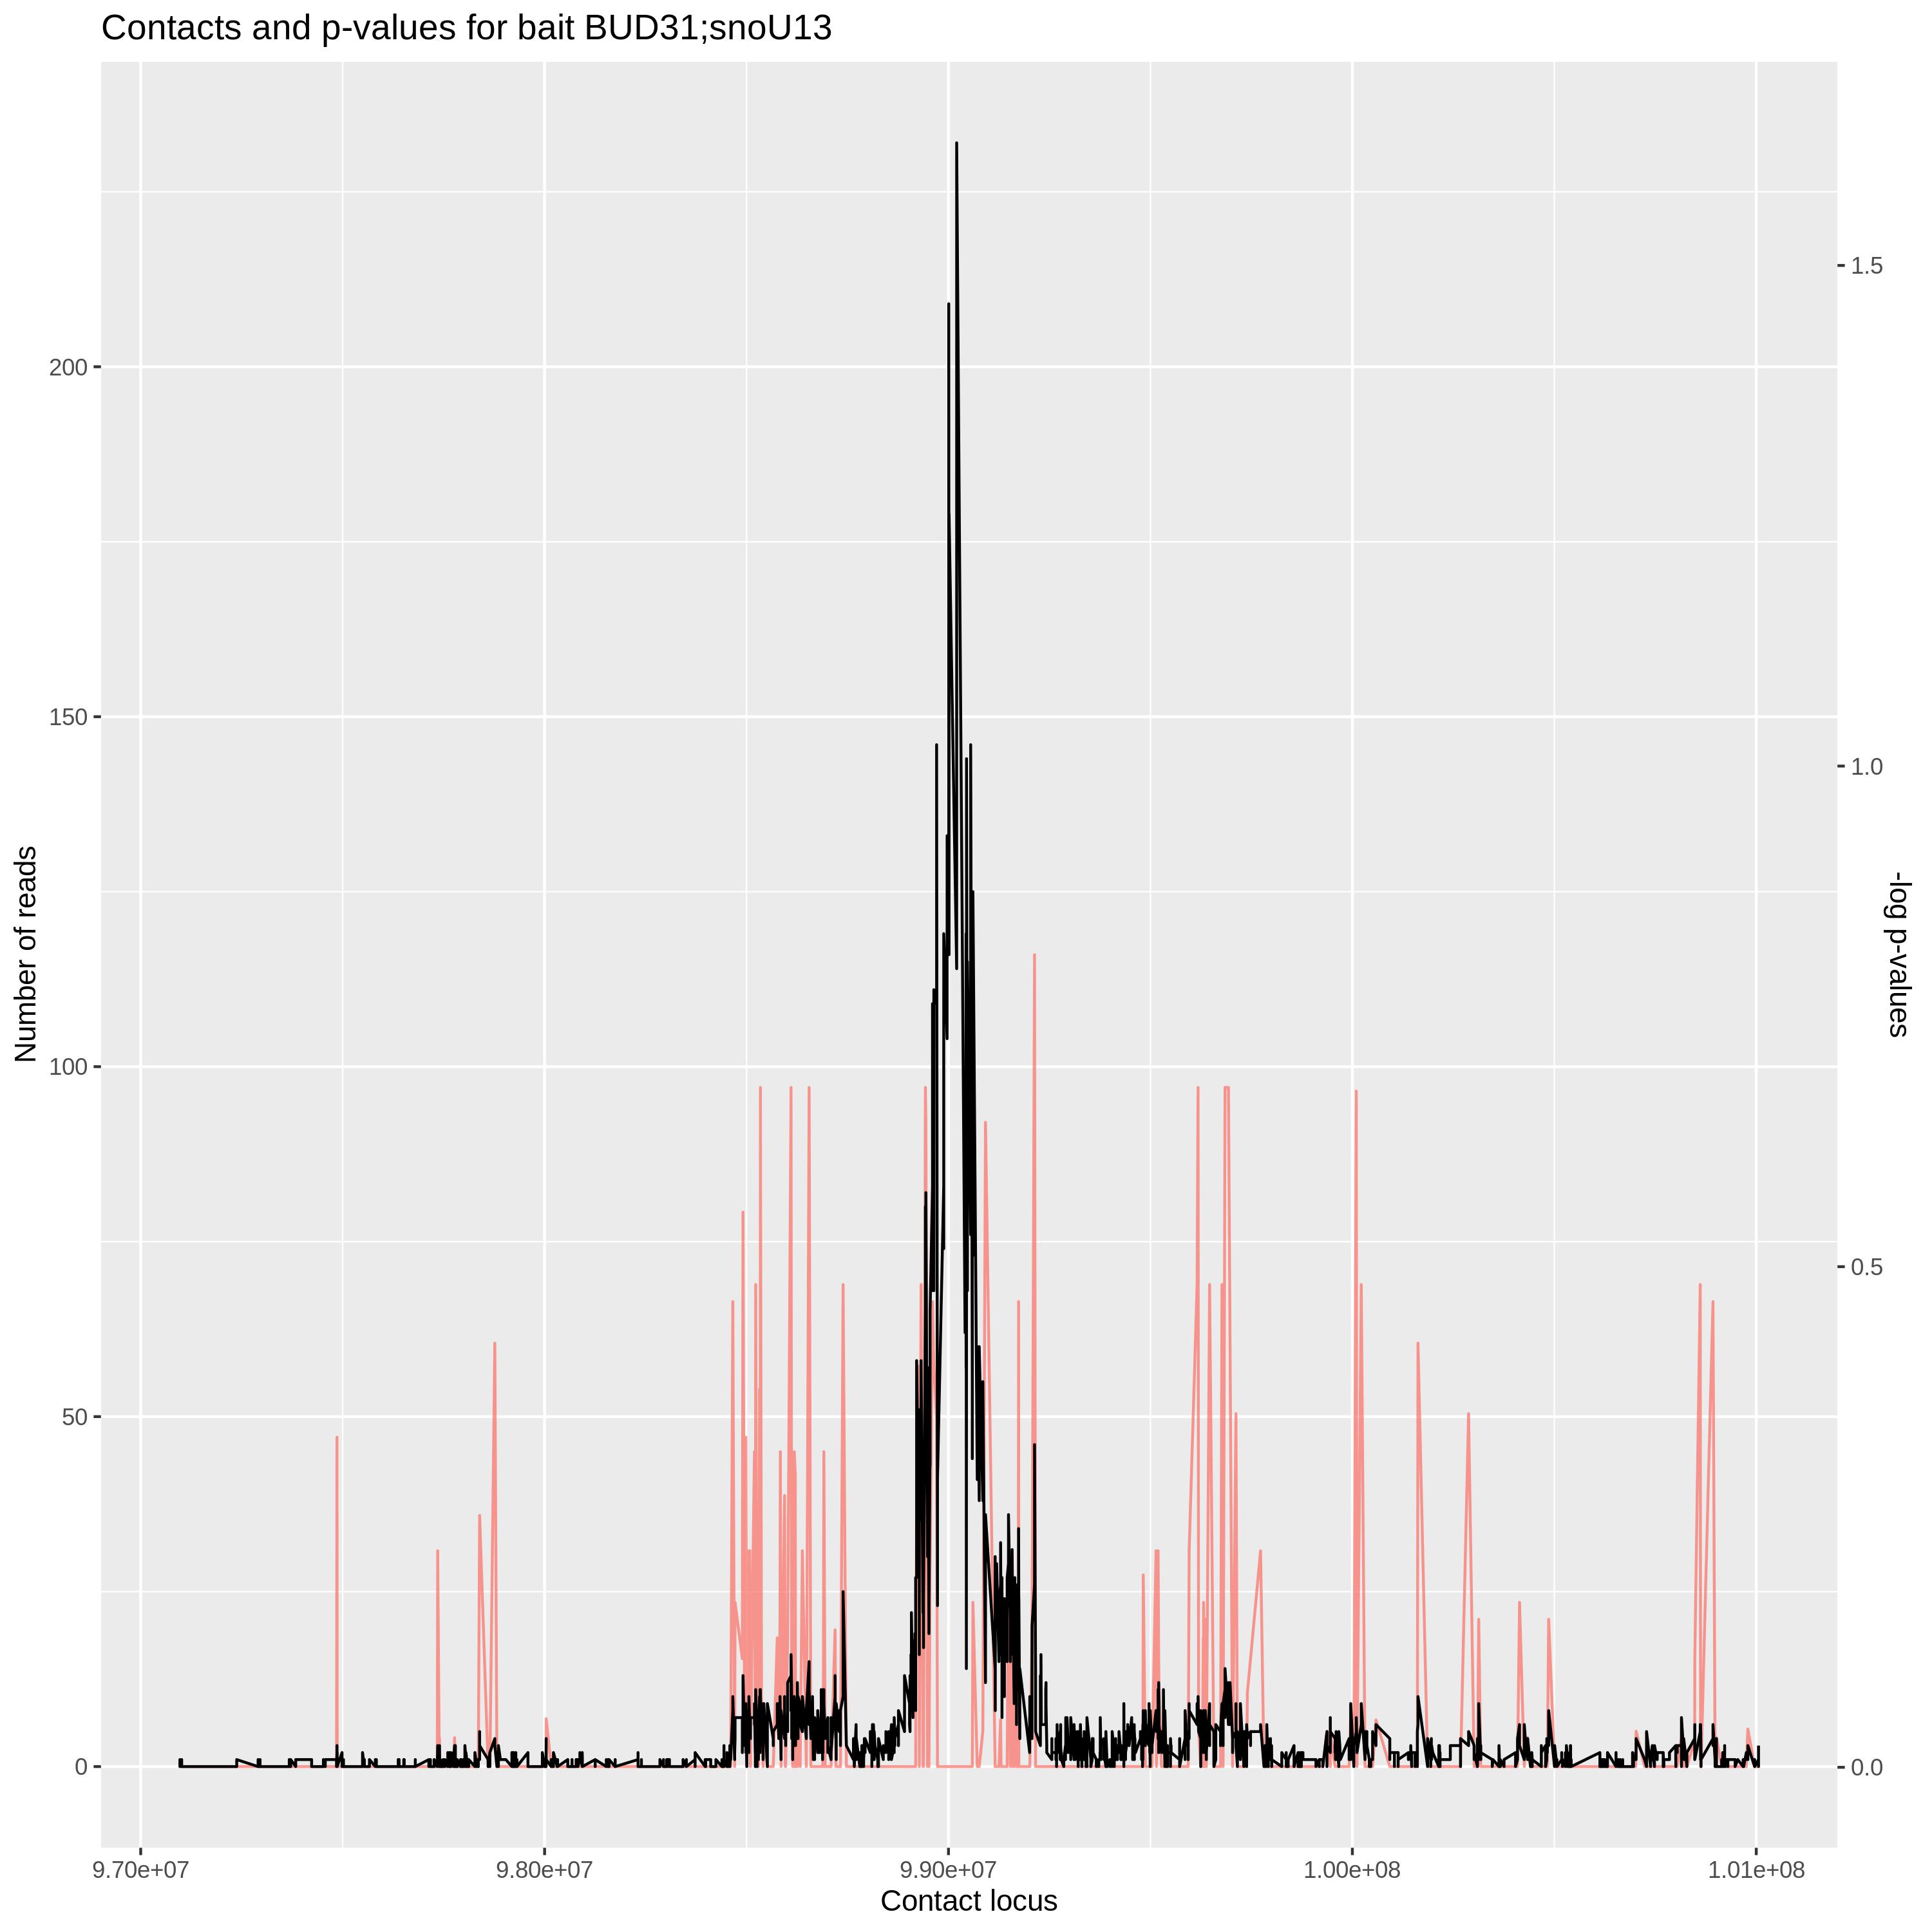 Contacts and p-values for bait BUD31;snoU13
Number of reads
200
150
100
50
0
1.5
1.0
0.5
0.0
-log p-values
9.70e+07
9.80e+07
9.90e+07
1.00e+08
1.01e+08
Contact locus